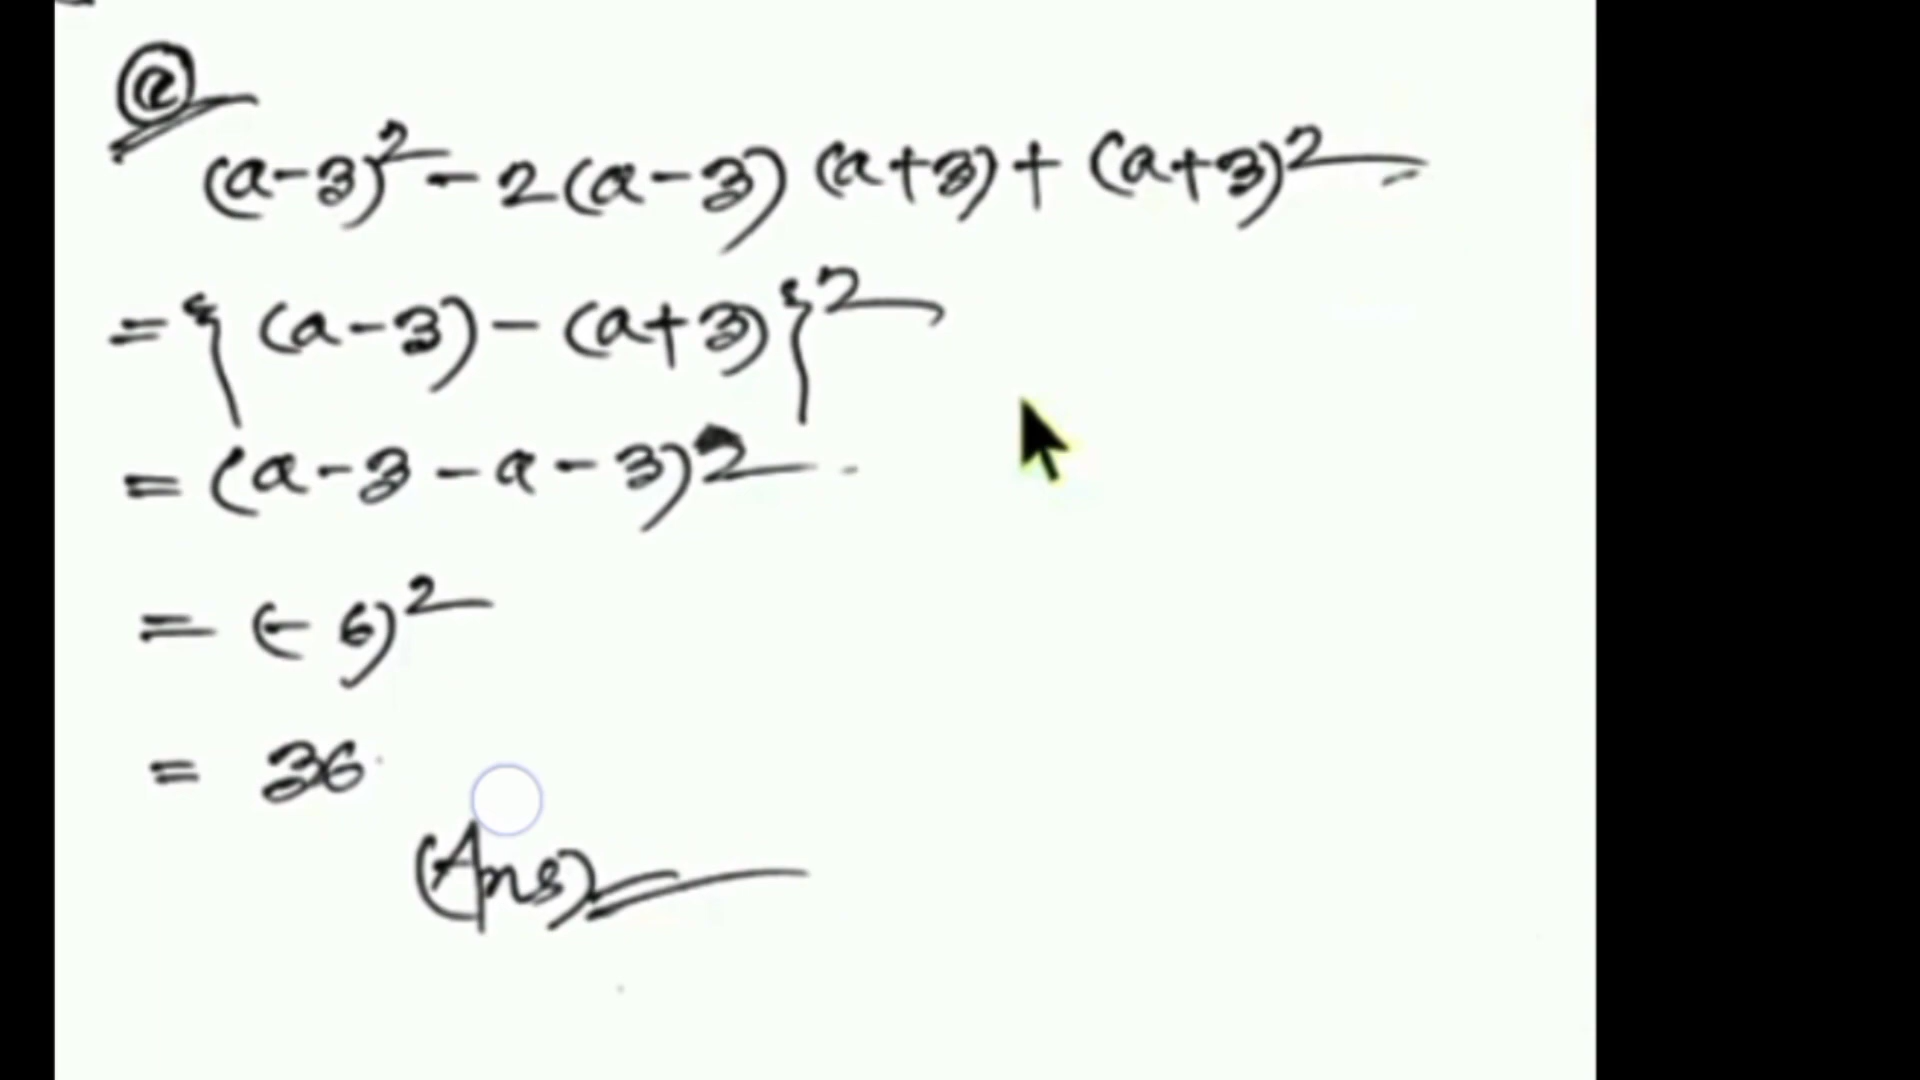 (a)
(a-3)² - 2(a-3) (a+3) + (a+3)²
= { (a-3) - (a+3) }²
= (a-3-a-3)²
= (-6)²
= 36
(Ans)